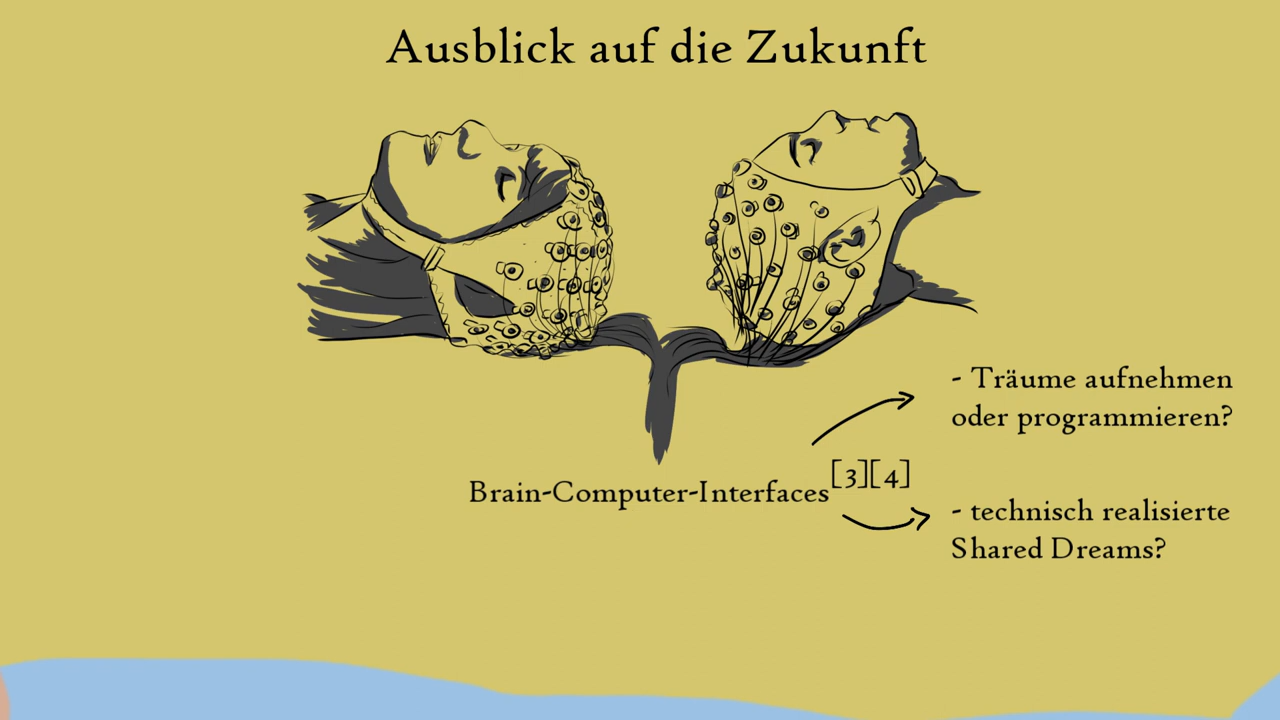 Ausblick auf die Zukunft
- Träume aufnehmen
oder programmieren?
Brain-Computer-Interfaces[3][4]
- technisch realisierte
Shared Dreams?